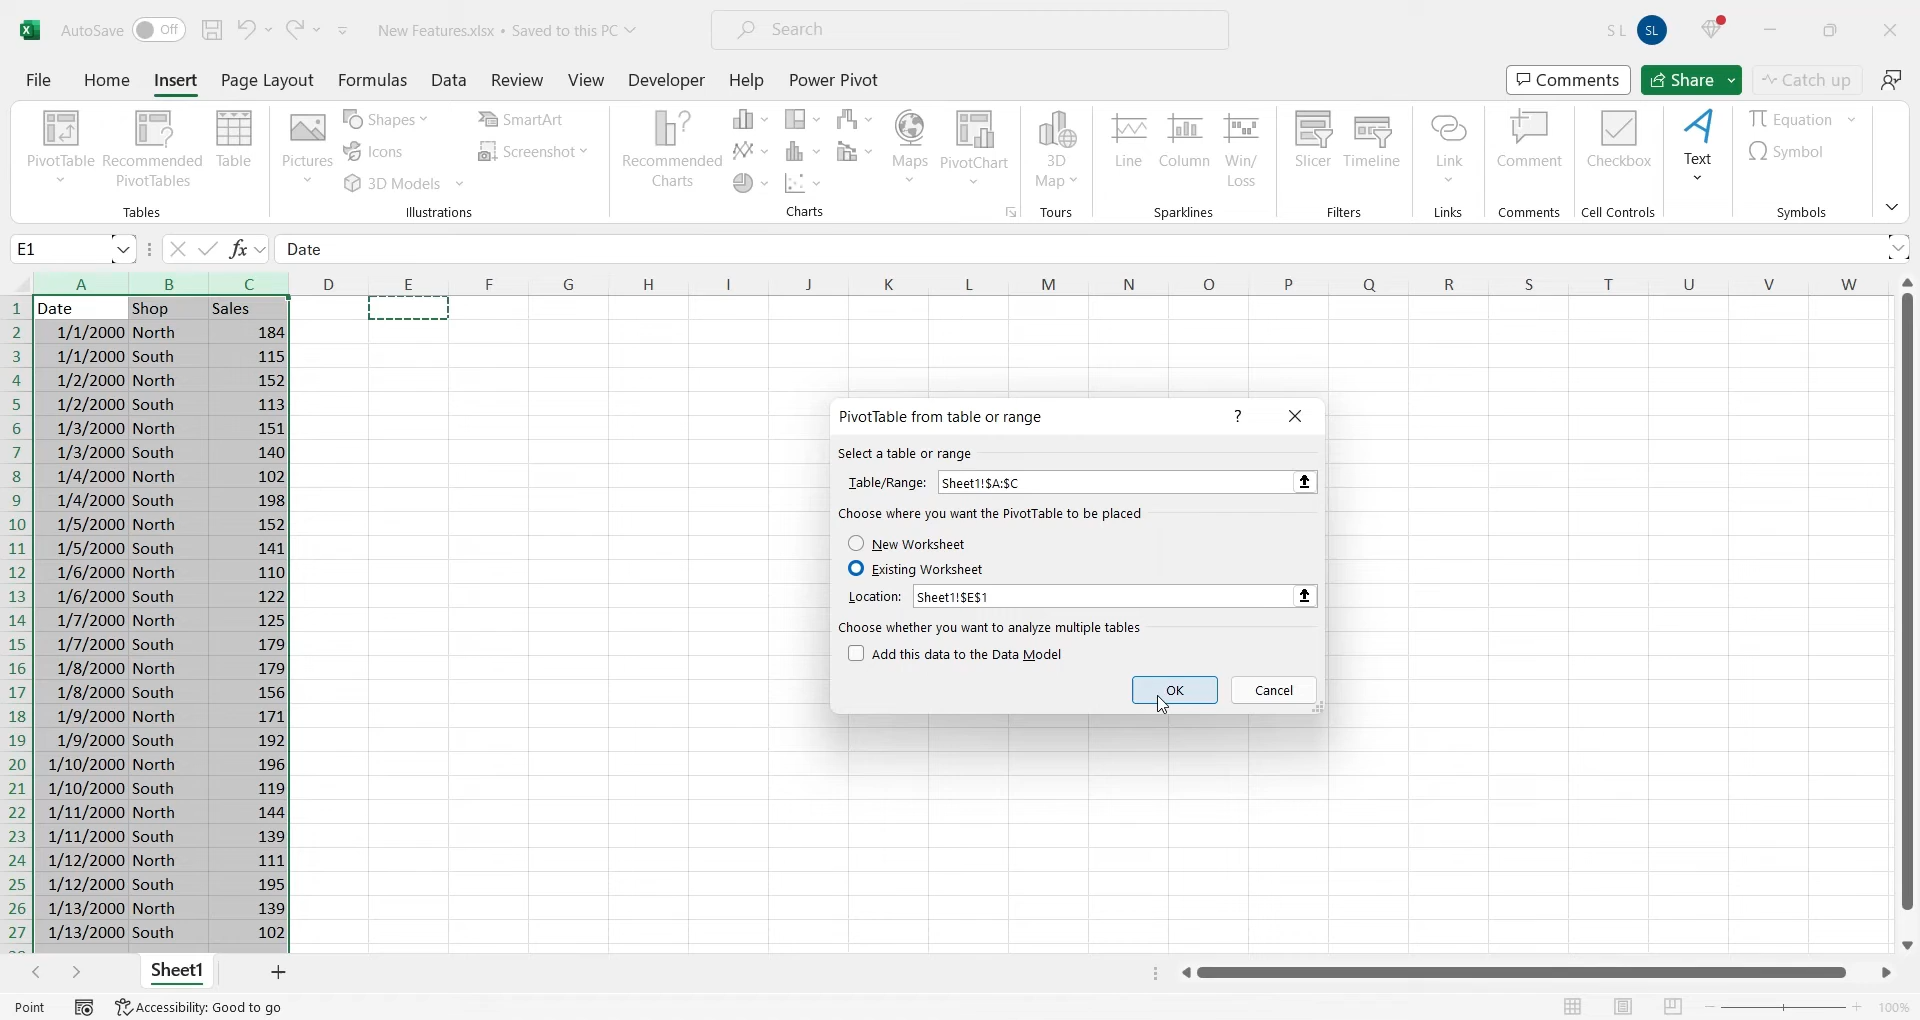 AutoSave Off New Features.xlsx • Saved to this PC Search S L SL
File Home Insert Page Layout Formulas Data Review View Developer Help Power Pivot Comments Share Catch up
PivotTable
Recommended
PivotTables
Table
Tables
Pictures
Shapes
Icons
3D Models
SmartArt
Screenshot
Illustrations
Recommended
Charts
Maps
PivotChart
Charts
3D
Map
Tours
Line
Column
Win/
Loss
Sparklines
Slicer
Timeline
Filters
Link
Links
Comment
Comments
Checkbox
Cell Controls
Text
Equation
Symbol
Symbols
E1 fx Date
A B C D E F G H I J K L M N O P Q R S T U V W
1 Date Shop Sales
2 1/1/2000 North 184
3 1/1/2000 South 115
4 1/2/2000 North 152
5 1/2/2000 South 113
6 1/3/2000 North 151
7 1/3/2000 South 140
8 1/4/2000 North 102
9 1/4/2000 South 198
10 1/5/2000 North 152
11 1/5/2000 South 141
12 1/6/2000 North 110
13 1/6/2000 South 122
14 1/7/2000 North 125
15 1/7/2000 South 179
16 1/8/2000 North 179
17 1/8/2000 South 156
18 1/9/2000 North 171
19 1/9/2000 South 192
20 1/10/2000 North 196
21 1/10/2000 South 119
22 1/11/2000 North 144
23 1/11/2000 South 139
24 1/12/2000 North 111
25 1/12/2000 South 195
26 1/13/2000 North 139
27 1/13/2000 South 102
PivotTable from table or range ?
Select a table or range
Table/Range: Sheet1!$A:$C
Choose where you want the PivotTable to be placed
New Worksheet
Existing Worksheet
Location: Sheet1!$E$1
Choose whether you want to analyze multiple tables
Add this data to the Data Model
OK Cancel
Sheet1
Point Accessibility: Good to go 100%